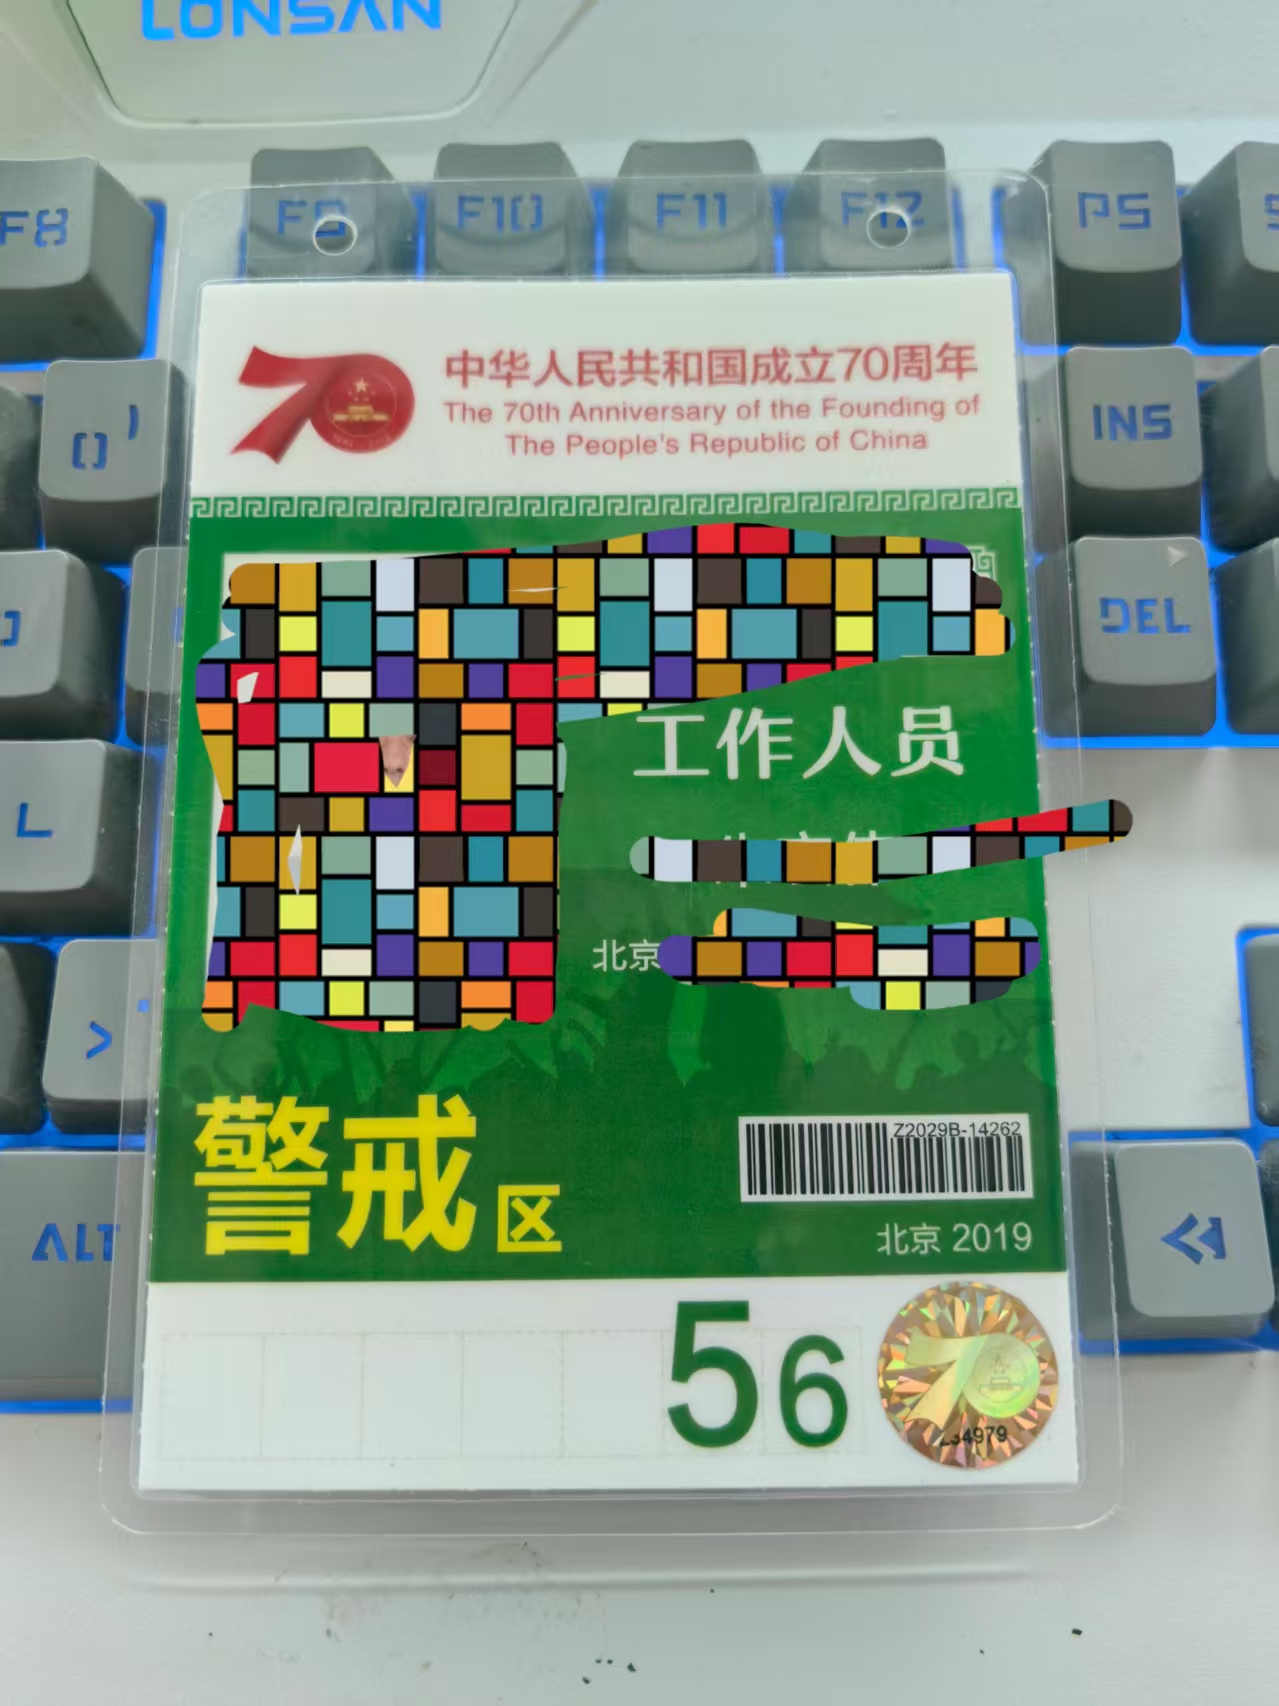 LONSAN
F8
F9
F10
F11
F12
PS
中华人民共和国成立70周年
The 70th Anniversary of the Founding of
The People's Republic of China
INS
DEL
工作人员
L
北京
警戒区
Z2029B-14262
北京 2019
ALT
56